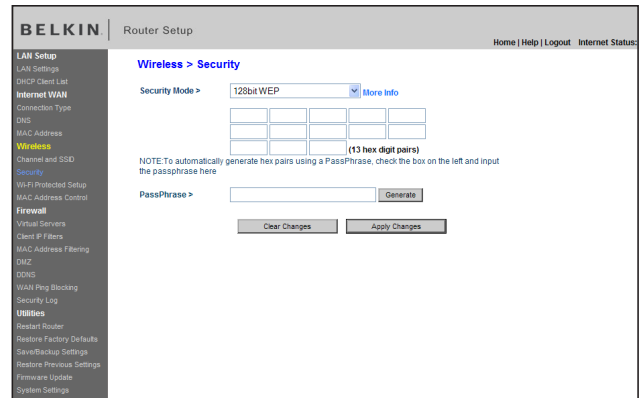 BELKIN. Router Setup
Home | Help | Logout Internet Status:
LAN Setup
LAN Settings
DHCP Client List
Internet WAN
Connection Type
DNS
MAC Address
Wireless
Channel and SSID
Security
Wi-Fi Protected Setup
MAC Address Control
Firewall
Virtual Servers
Client IP Filters
MAC Address Filtering
DMZ
DDNS
WAN Ping Blocking
Security Log
Utilities
Restart Router
Restore Factory Defaults
Save/Backup Settings
Restore Previous Settings
Firmware Update
System Settings
Wireless > Security
Security Mode > 128bit WEP More Info
(13 hex digit pairs)
NOTE:To automatically generate hex pairs using a PassPhrase, check the box on the left and input
the passphrase here
PassPhrase > Generate
Clear Changes Apply Changes